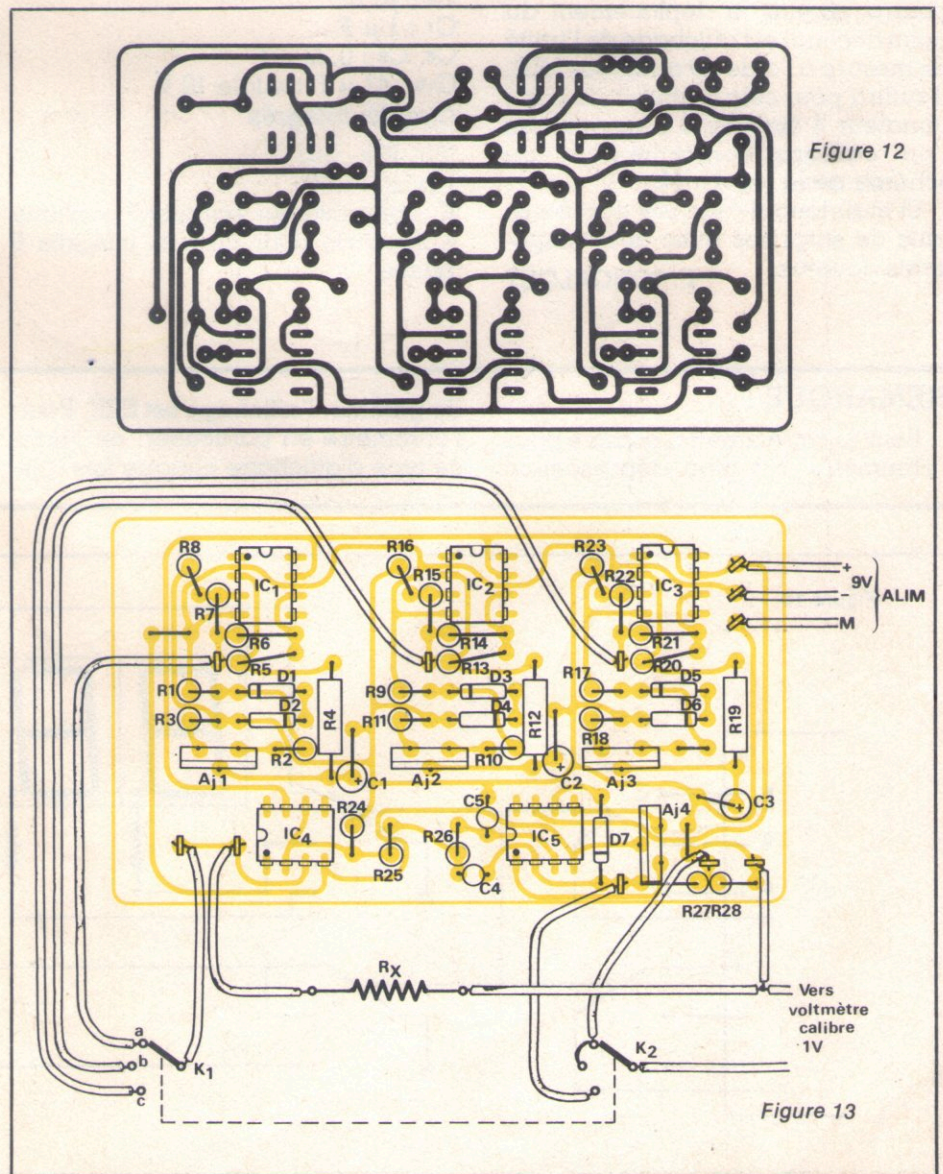 Figure 12
R8
IC1
R16
IC2
R23
IC3
+
9V
−
ALIM
M
R7
R15
R22
R6
R14
R21
R5
R13
R20
R1
D1
R9
D3
R17
D5
R3
D2
R4
R11
D4
R12
R18
D6
R19
Aj1
R2
C1
Aj2
R10
C2
Aj3
C3
IC4
R24
C5
IC5
D7
Aj4
R25
R26
C4
R27
R28
RX
Vers
voltmètre
calibre
1V
a
b
c
K1
K2
Figure 13